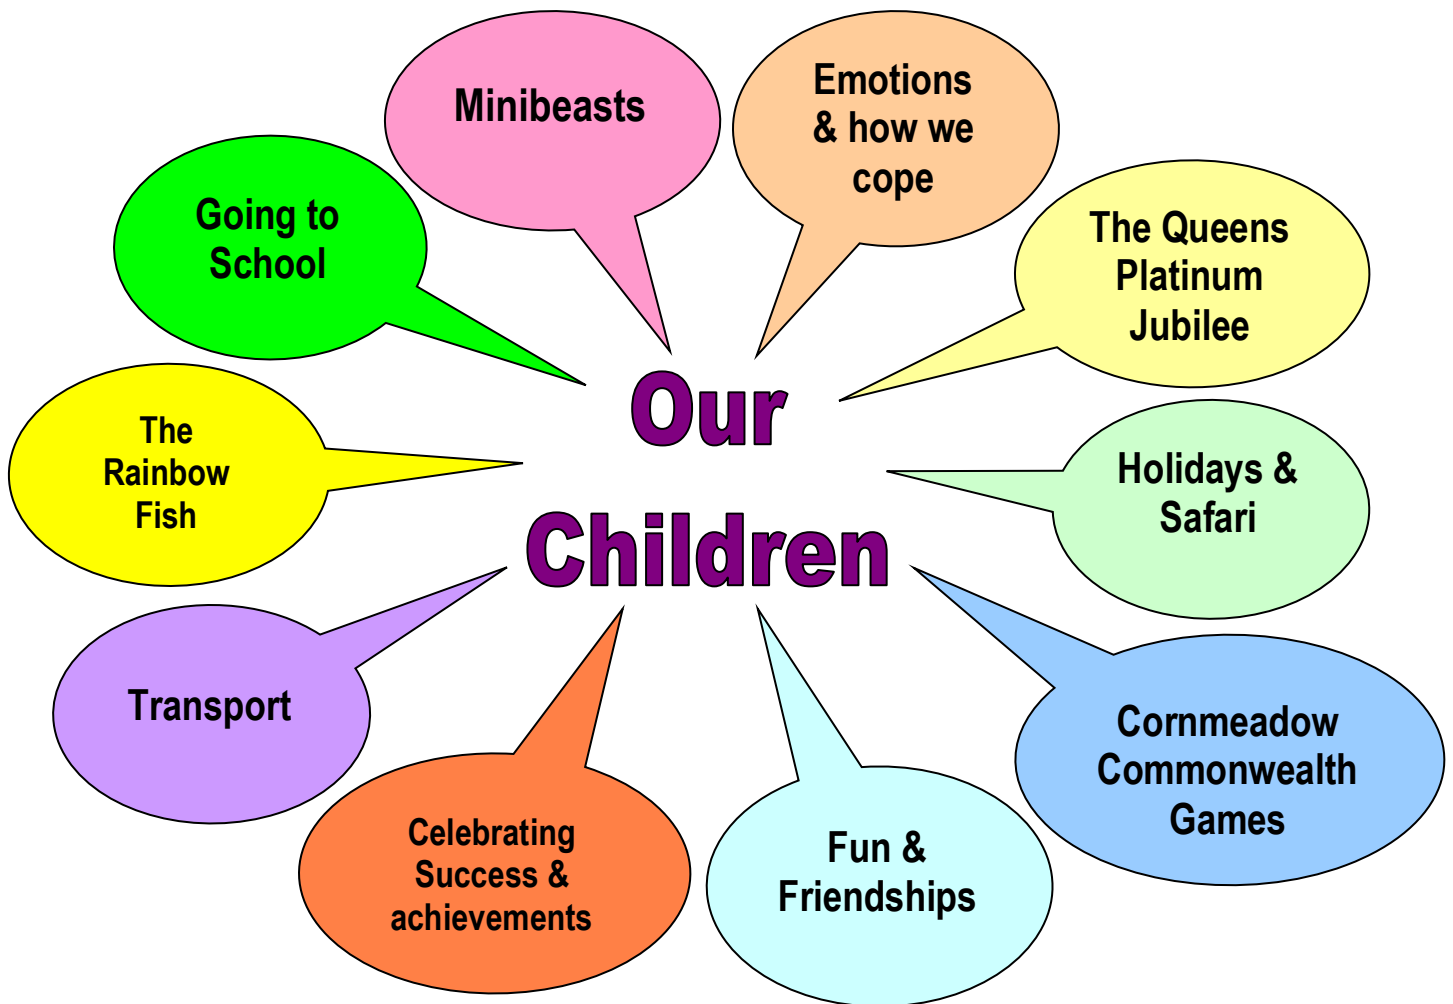 Minibeasts
Emotions
& how we
cope
Going to
School
The Queens
Platinum
Jubilee
Our
Children
The
Rainbow
Fish
Holidays &
Safari
Transport
Cornmeadow
Commonwealth
Games
Celebrating
Success &
achievements
Fun &
Friendships